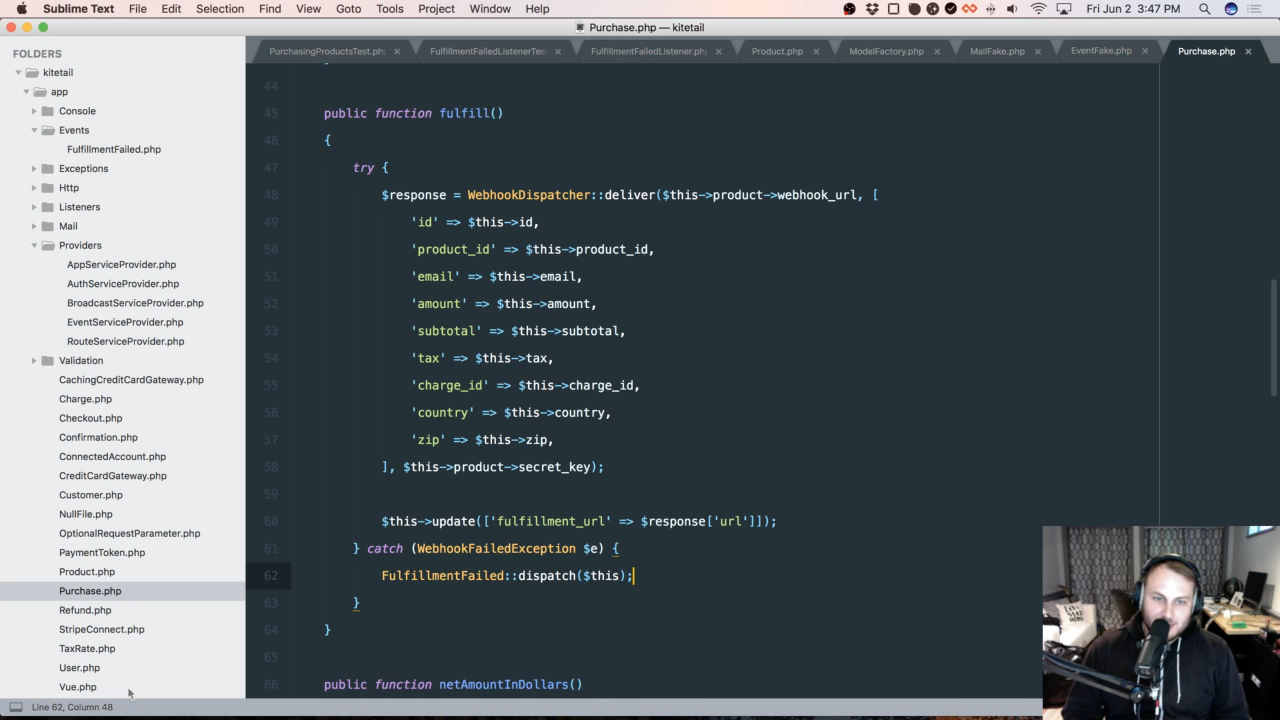 Sublime Text File Edit Selection Find View Goto Tools Project Window Help Fri Jun 2 3:47 PM
Purchase.php — kitetail
FOLDERS
kitetail
app
Console
Events
FulfillmentFailed.php
Exceptions
Http
Listeners
Mail
Providers
AppServiceProvider.php
AuthServiceProvider.php
BroadcastServiceProvider.php
EventServiceProvider.php
RouteServiceProvider.php
Validation
CachingCreditCardGateway.php
Charge.php
Checkout.php
Confirmation.php
ConnectedAccount.php
CreditCardGateway.php
Customer.php
NullFile.php
OptionalRequestParameter.php
PaymentToken.php
Product.php
Purchase.php
Refund.php
StripeConnect.php
TaxRate.php
User.php
Vue.php
PurchasingProductsTest.php FulfillmentFailedListenerTes FulfillmentFailedListener.php Product.php ModelFactory.php MailFake.php EventFake.php Purchase.php
44
45 public function fulfill()
46 {
47 try {
48 $response = WebhookDispatcher::deliver($this->product->webhook_url, [
49 'id' => $this->id,
50 'product_id' => $this->product_id,
51 'email' => $this->email,
52 'amount' => $this->amount,
53 'subtotal' => $this->subtotal,
54 'tax' => $this->tax,
55 'charge_id' => $this->charge_id,
56 'country' => $this->country,
57 'zip' => $this->zip,
58 ], $this->product->secret_key);
59
60 $this->update(['fulfillment_url' => $response['url']]);
61 } catch (WebhookFailedException $e) {
62 FulfillmentFailed::dispatch($this);
63 }
64 }
65
66 public function netAmountInDollars()
Line 62, Column 48